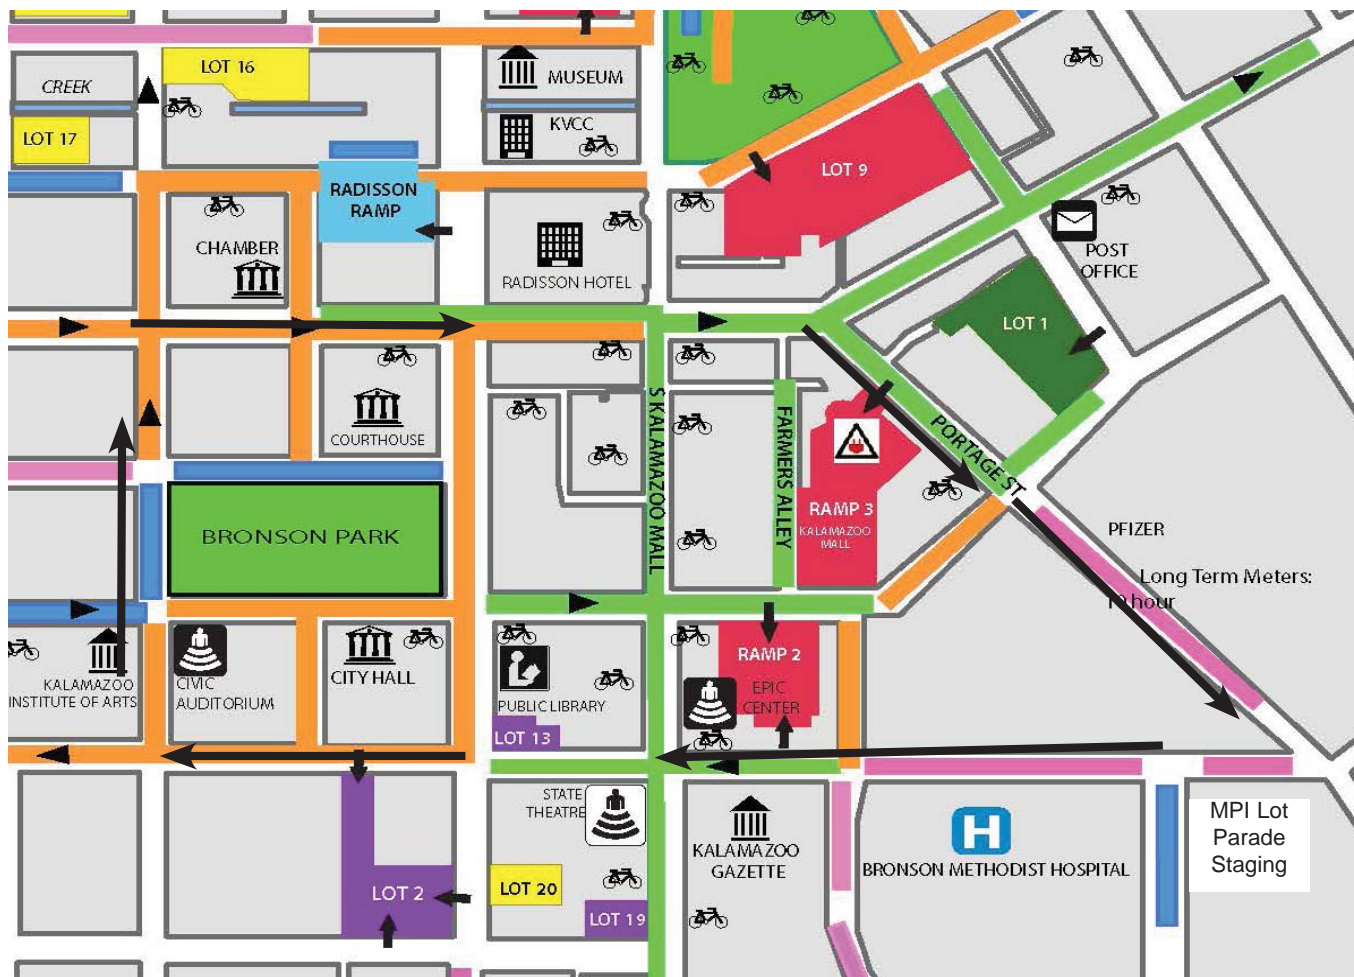 LOT 16
CREEK
LOT 17
MUSEUM
KVCC
LOT 9
RADISSON
RAMP
CHAMBER
RADISSON HOTEL
POST
OFFICE
LOT 1
COURTHOUSE
S KALAMAZOO MALL
FARMERS ALLEY
PORTAGE ST
RAMP 3
KALAMAZOO
MALL
BRONSON PARK
PFIZER
Long Term Meters:
hour
KALAMAZOO
INSTITUTE OF ARTS
CIVIC
AUDITORIUM
CITY HALL
PUBLIC LIBRARY
LOT 13
RAMP 2
EPIC
CENTER
STATE
THEATRE
LOT 20
LOT 19
LOT 2
KALAMAZOO
GAZETTE
H
BRONSON METHODIST HOSPITAL
MPI Lot
Parade
Staging